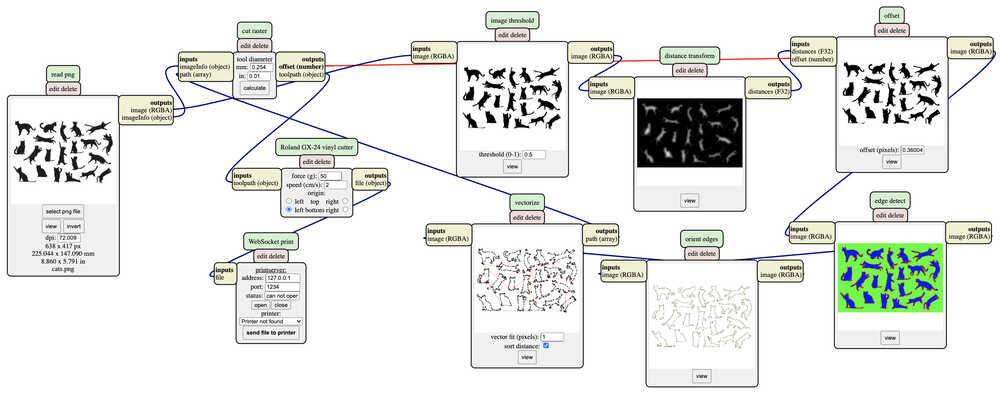 read png
edit delete
outputs
image (RGBA)
imageInfo (object)
select png file
view invert
dpi: 72.009
638 x 417 px
225.044 x 147.090 mm
8.860 x 5.791 in
cats.png
cut raster
edit delete
inputs
imageInfo (object)
path (array)
tool diameter
mm: 0.254
in: 0.01
calculate
outputs
offset (number)
toolpath (object)
Roland GX-24 vinyl cutter
edit delete
inputs
toolpath (object)
force (g): 50
speed (cm/s): 2
origin:
left top right
left bottom right
outputs
file (object)
WebSocket print
edit delete
inputs
file
printserver:
address: 127.0.0.1
port: 1234
status: can not oper
open close
printer:
Printer not found
send file to printer
image threshold
edit delete
inputs
image (RGBA)
outputs
image (RGBA)
threshold (0-1): 0.5
view
distance transform
edit delete
inputs
image (RGBA)
outputs
distances (F32)
view
offset
edit delete
inputs
distances (F32)
offset (number)
outputs
image (RGBA)
offset (pixels): 0.36004
view
edge detect
edit delete
inputs
image (RGBA)
outputs
image (RGBA)
view
orient edges
edit delete
inputs
image (RGBA)
outputs
image (RGBA)
view
vectorize
edit delete
inputs
image (RGBA)
outputs
path (array)
vector fit (pixels): 1
sort distance:
view